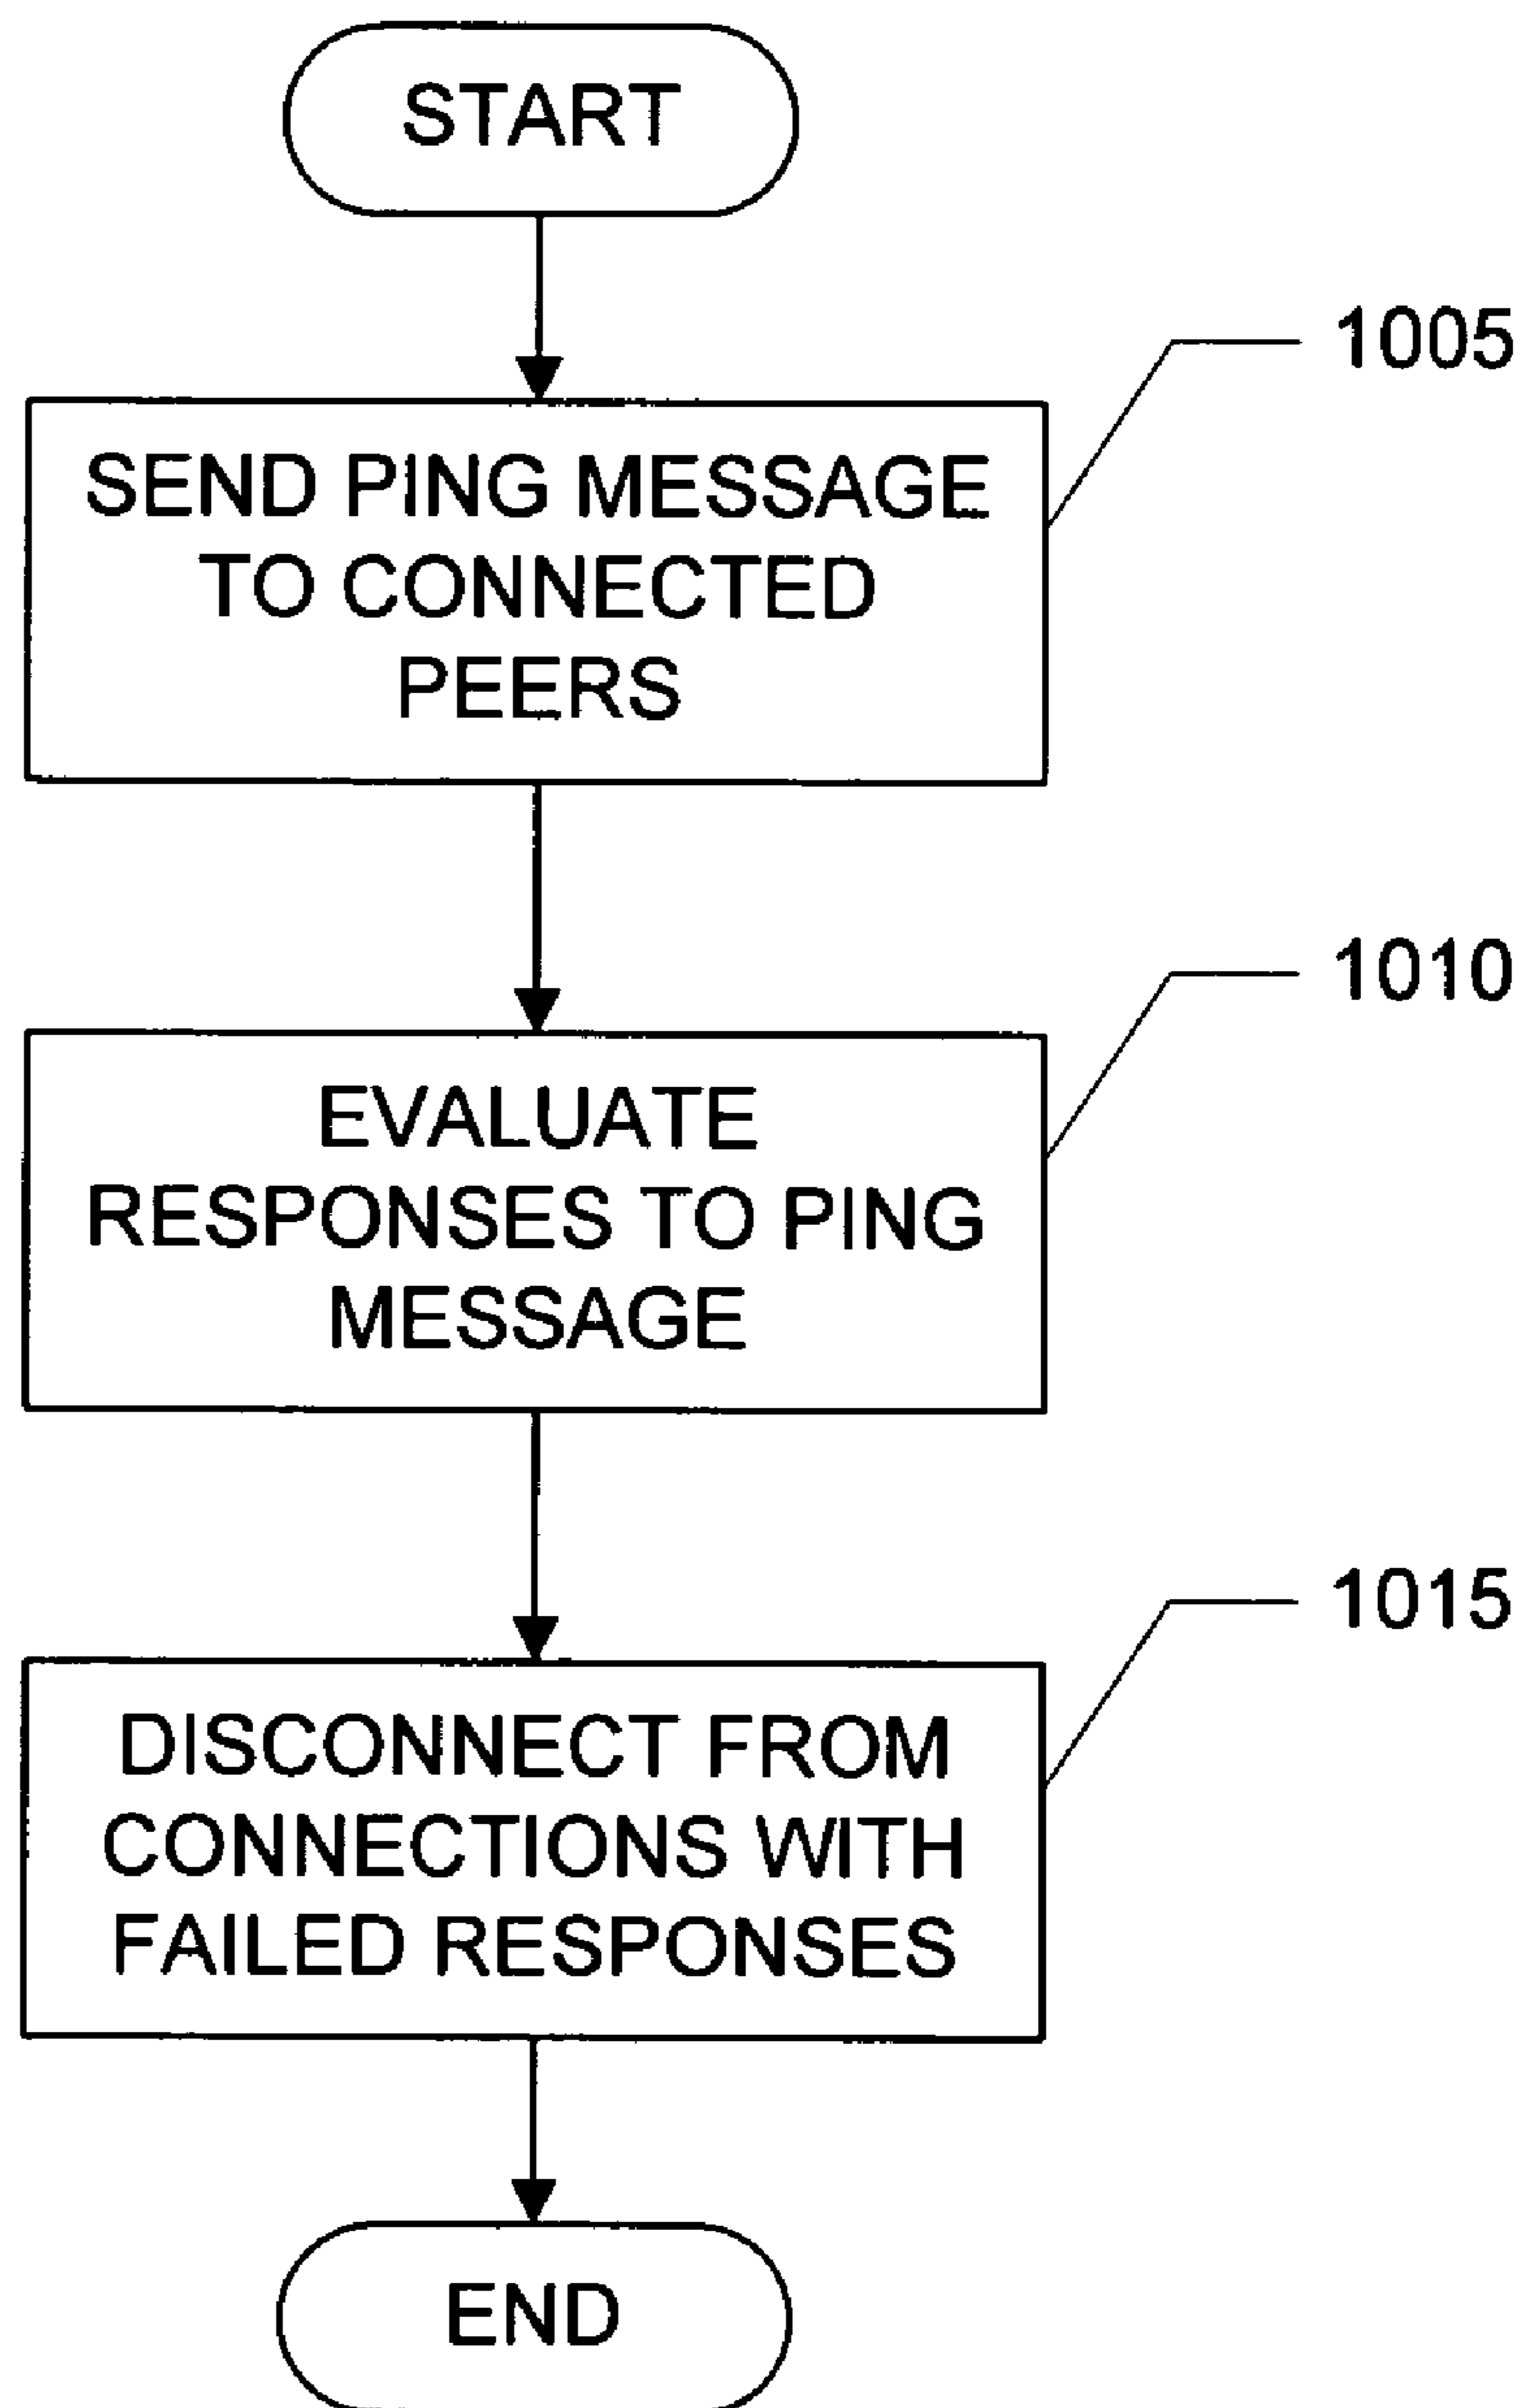 START
1005
SEND PING MESSAGE
TO CONNECTED
PEERS
1010
EVALUATE
RESPONSES TO PING
MESSAGE
1015
DISCONNECT FROM
CONNECTIONS WITH
FAILED RESPONSES
END